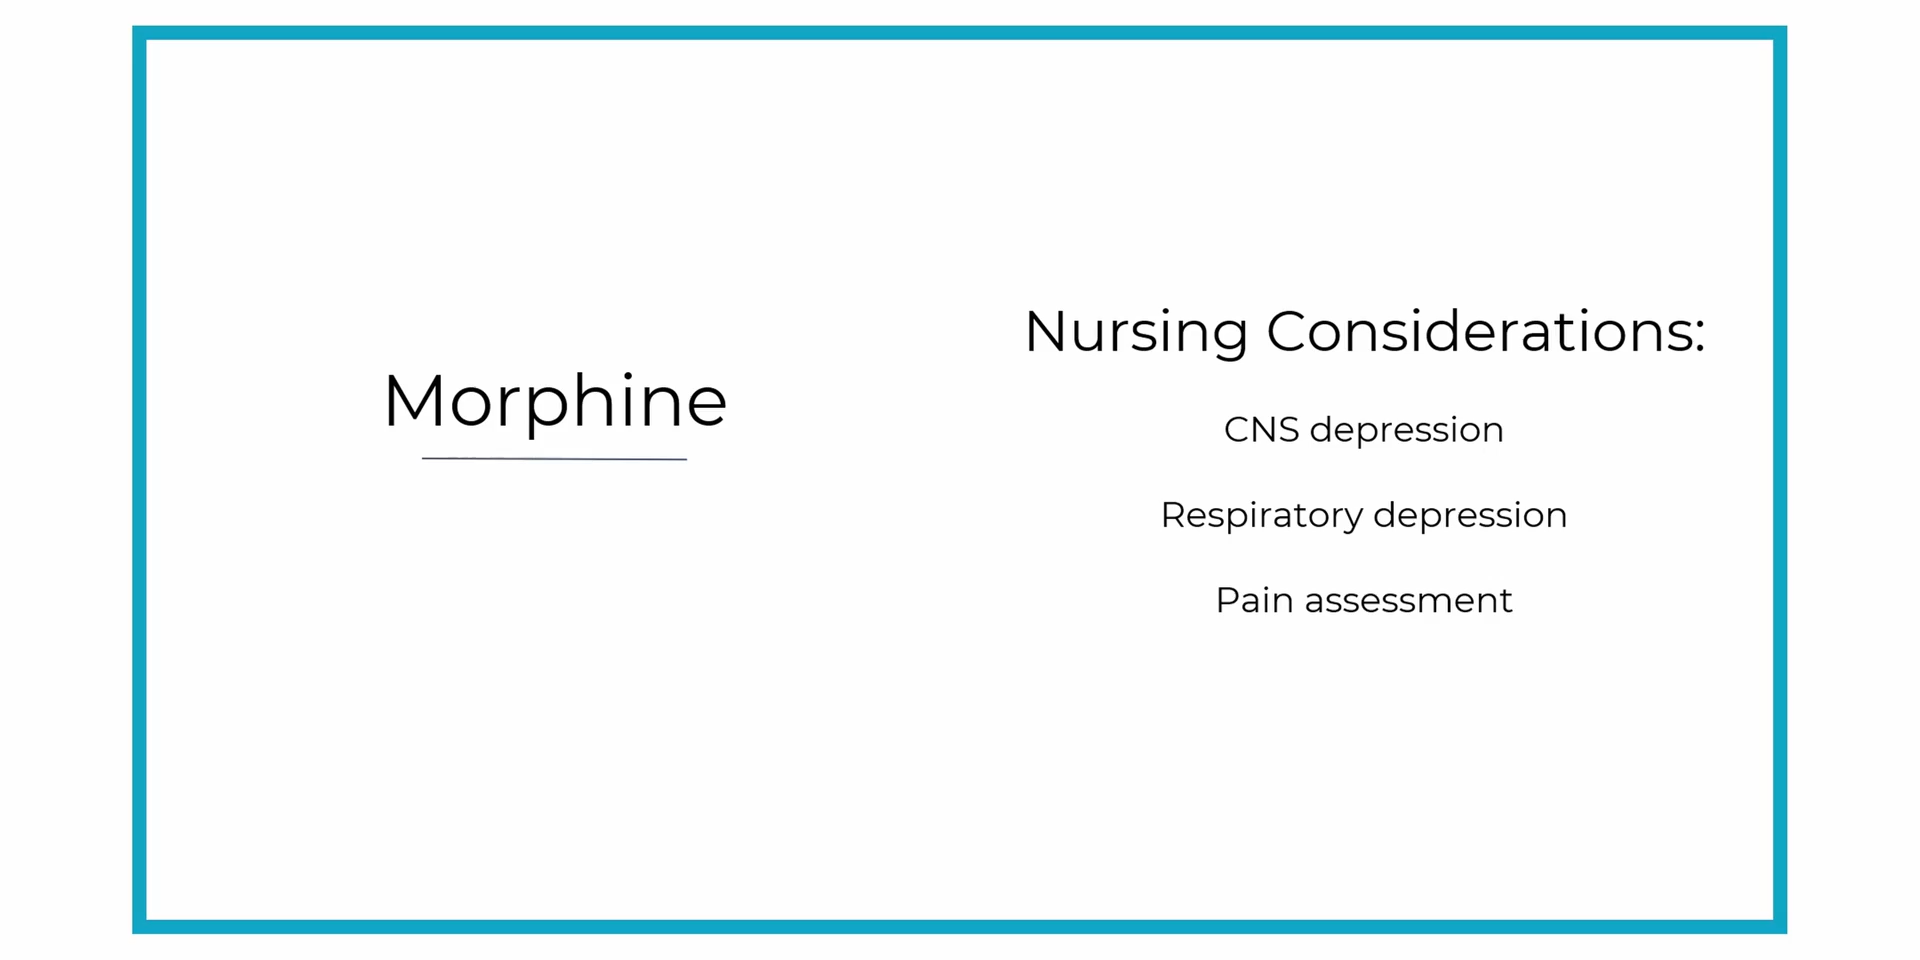 Morphine
Nursing Considerations:
CNS depression
Respiratory depression
Pain assessment